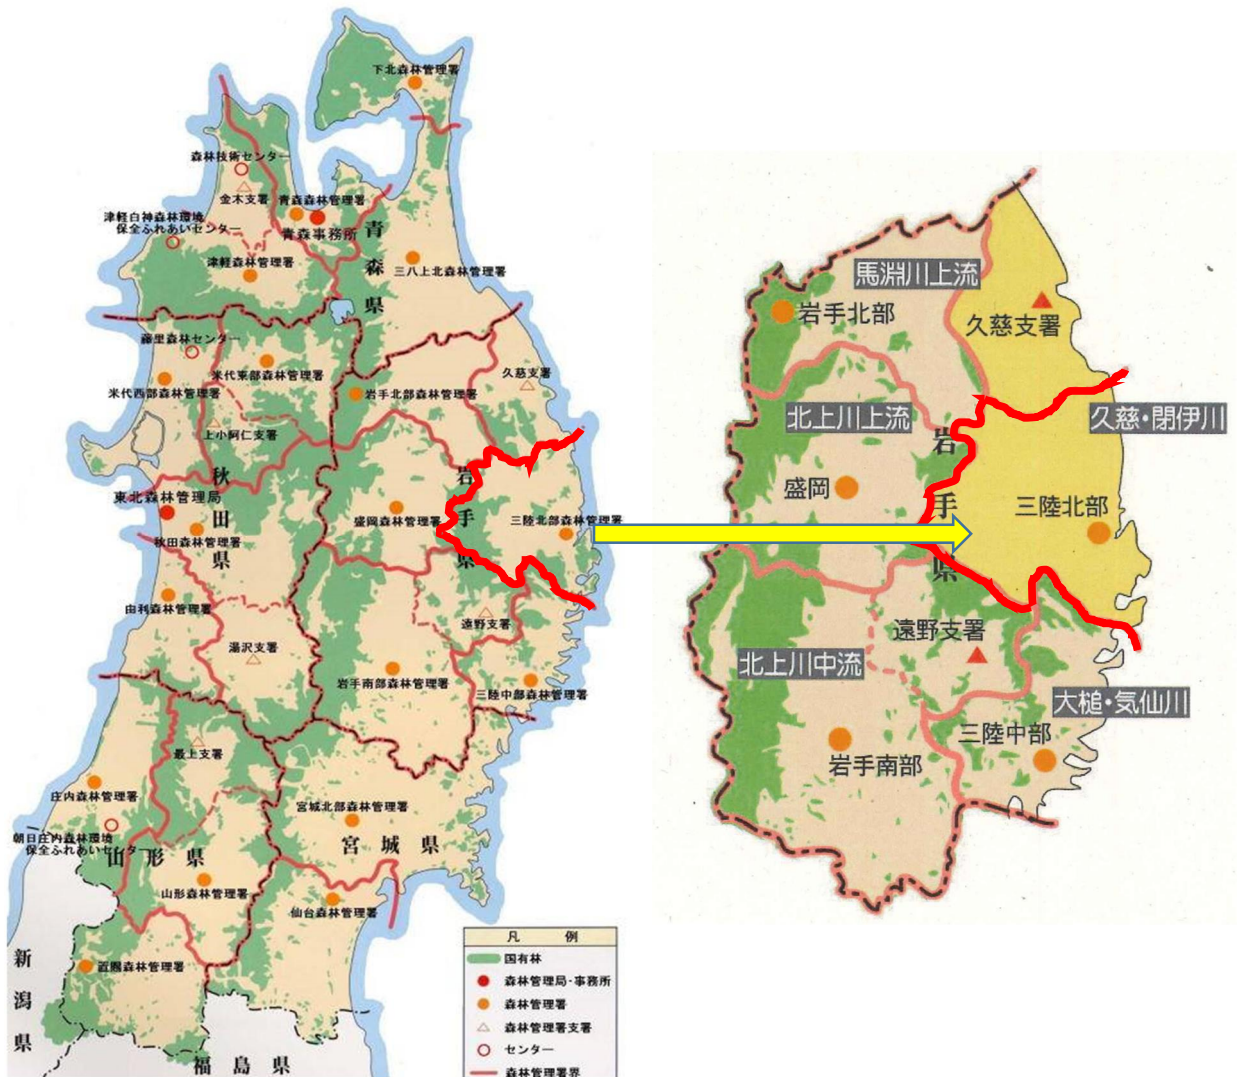 下北森林管理署
森林技術センター
金木支署
青森森林管理署
青森事務所
津軽白神森林環境
保全ふれあいセンター
津軽森林管理署
青森県
三八上北森林管理署
藤里森林センター
米代東部森林管理署
米代西部森林管理署
上小阿仁支署
岩手北部森林管理署
久慈支署
秋田県
東北森林管理局
秋田森林管理署
盛岡森林管理署
岩手県
三陸北部森林管理署
由利森林管理署
湯沢支署
遠野支署
岩手南部森林管理署
三陸中部森林管理署
最上支署
庄内森林管理署
宮城北部森林管理署
朝日庄内森林環境
保全ふれあいセンター
山形県
宮城県
山形森林管理署
仙台森林管理署
置賜森林管理署
新潟県
福島県
凡例
国有林
森林管理局・事務所
森林管理署
森林管理署支署
センター
森林管理署界
馬淵川上流
岩手北部
久慈支署
北上川上流
久慈・閉伊川
岩手県
盛岡
三陸北部
遠野支署
北上川中流
大槌・気仙川
三陸中部
岩手南部